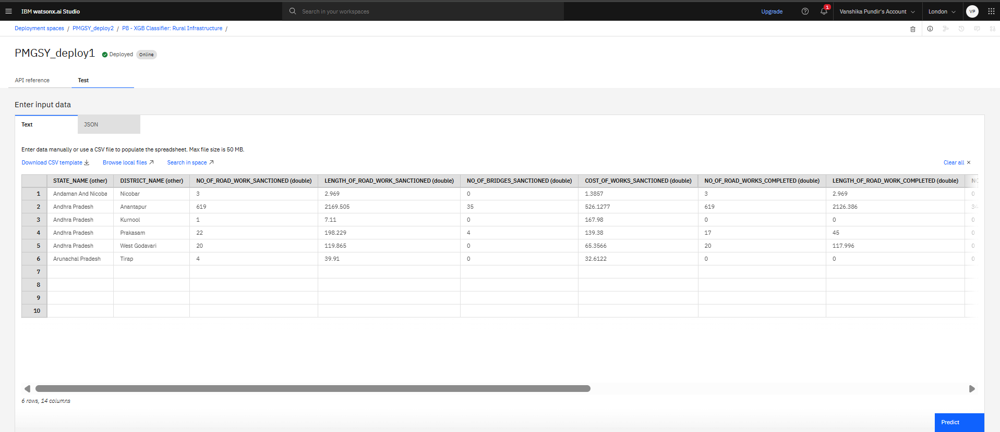 IBM watsonx.ai Studio Search in your workspaces Upgrade 1 Vanshika Pundir's Account London VP
Deployment spaces / PMGSY_deploy2 / P8 - XGB Classifier: Rural Infrastructure /
PMGSY_deploy1 Deployed Online
API reference Test
Enter input data
Text JSON
Enter data manually or use a CSV file to populate the spreadsheet. Max file size is 50 MB.
Download CSV template Browse local files Search in space Clear all
STATE_NAME (other) DISTRICT_NAME (other) NO_OF_ROAD_WORK_SANCTIONED (double) LENGTH_OF_ROAD_WORK_SANCTIONED (double) NO_OF_BRIDGES_SANCTIONED (double) COST_OF_WORKS_SANCTIONED (double) NO_OF_ROAD_WORKS_COMPLETED (double) LENGTH_OF_ROAD_WORK_COMPLETED (double)
1 Andaman And Nicoba Nicobar 3 2.969 0 1.3857 3 2.969 0
2 Andhra Pradesh Anantapur 619 2169.505 35 526.1277 619 2126.386 34
3 Andhra Pradesh Kurnool 1 7.11 0 167.98 0 0 0
4 Andhra Pradesh Prakasam 22 198.229 4 139.38 17 45 0
5 Andhra Pradesh West Godavari 20 119.865 0 65.3566 20 117.996 0
6 Arunachal Pradesh Tirap 4 39.91 0 32.6122 0 0 0
7
8
9
10
6 rows, 14 columns
Predict